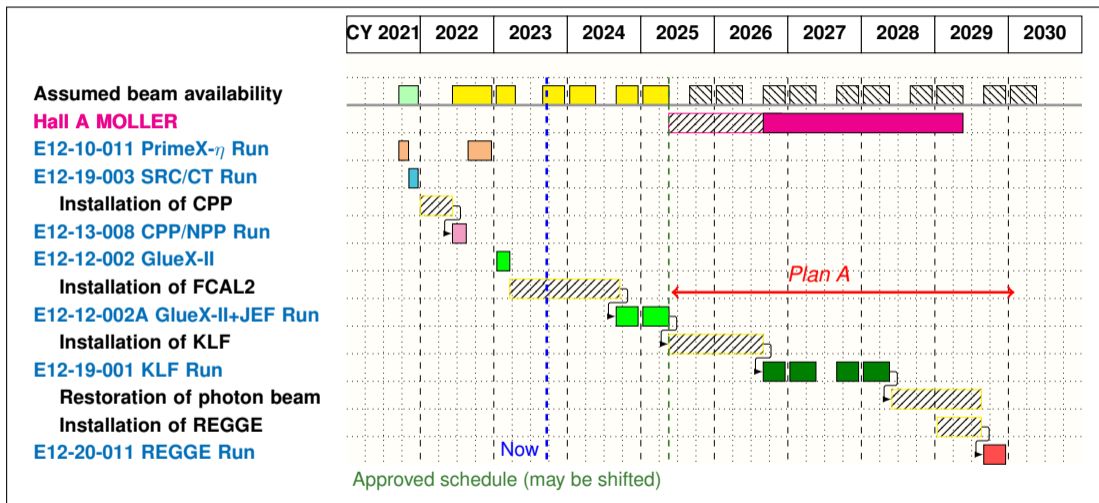 CY 2021 2022 2023 2024 2025 2026 2027 2028 2029 2030
Assumed beam availability
Hall A MOLLER
E12-10-011 PrimeX-η Run
E12-19-003 SRC/CT Run
Installation of CPP
E12-13-008 CPP/NPP Run
E12-12-002 GlueX-II
Plan A
Installation of FCAL2
E12-12-002A GlueX-II+JEF Run
Installation of KLF
E12-19-001 KLF Run
Restoration of photon beam
Installation of REGGE
E12-20-011 REGGE Run
Now
Approved schedule (may be shifted)